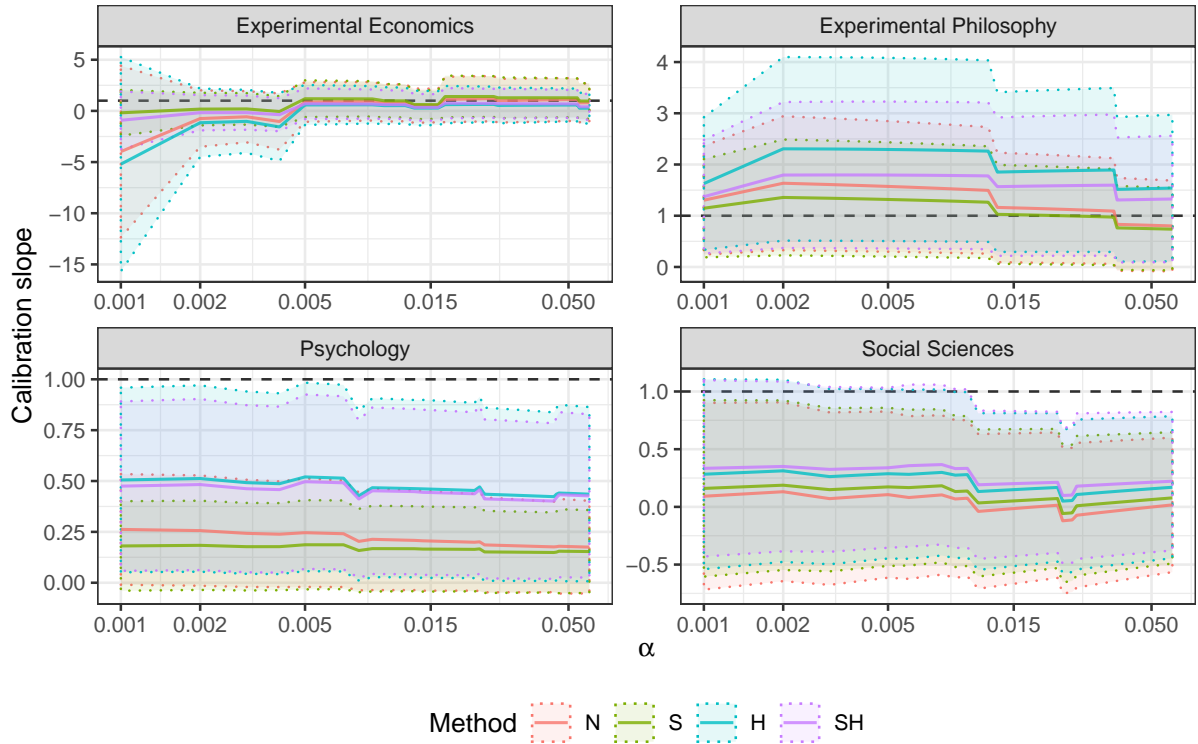 Experimental Economics
Experimental Philosophy
5
0
−5
−10
−15
4
3
2
1
0
0.001 0.002 0.005 0.015 0.050
0.001 0.002 0.005 0.015 0.050
Psychology
Social Sciences
1.00
0.75
0.50
0.25
0.00
1.0
0.5
0.0
−0.5
0.001 0.002 0.005 0.015 0.050
0.001 0.002 0.005 0.015 0.050
Calibration slope
α
Method N S H SH